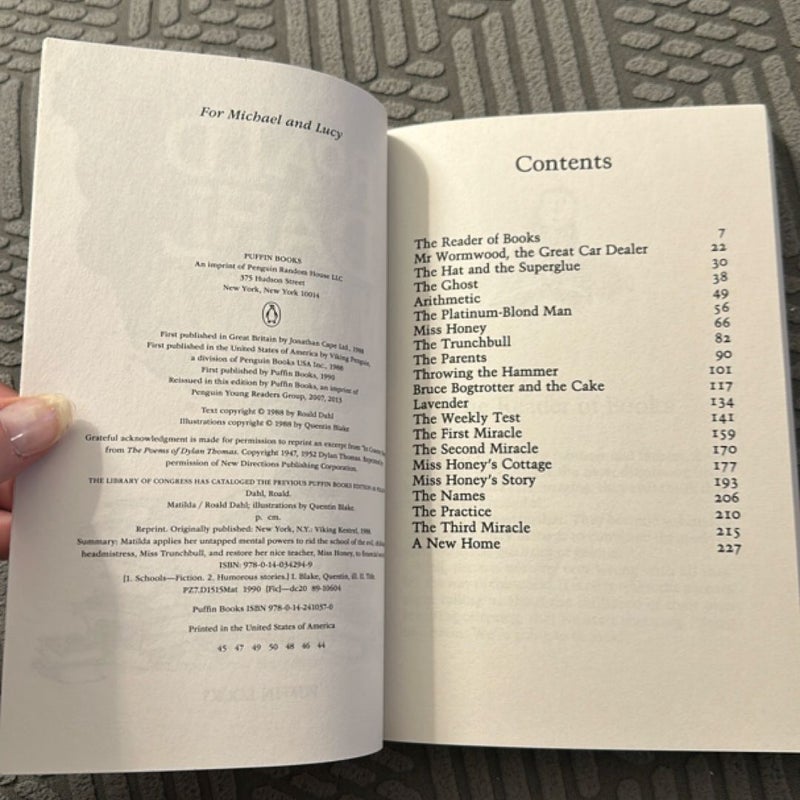 For Michael and Lucy
PUFFIN BOOKS
An imprint of Penguin Random House LLC
375 Hudson Street
New York, New York 10014
First published in Great Britain by Jonathan Cape Ltd., 1988
First published in the United States of America by Viking Penguin,
a division of Penguin Books USA Inc., 1988
First published by Puffin Books, 1990
Reissued in this edition by Puffin Books, an imprint of
Penguin Young Readers Group, 2007, 2013
Text copyright © 1988 by Roald Dahl
Illustrations copyright © 1988 by Quentin Blake
Grateful acknowledgment is made for permission to reprint an excerpt from "In Country
from The Poems of Dylan Thomas. Copyright 1947, 1952 Dylan Thomas. Reprinted by
permission of New Directions Publishing Corporation.
THE LIBRARY OF CONGRESS HAS CATALOGED THE PREVIOUS PUFFIN BOOKS EDITION AS
Dahl, Roald.
Matilda / Roald Dahl; illustrations by Quentin Blake.
p. cm.
Reprint. Originally published: New York, N.Y.: Viking Kestrel, 1988.
Summary: Matilda applies her untapped mental powers to rid the school of the evil,
headmistress, Miss Trunchbull, and restore her nice teacher, Miss Honey, to financial
ISBN: 978-0-14-034294-9
[1. Schools—Fiction. 2. Humorous stories.] I. Blake, Quentin, ill. II. Title.
PZ7.D1515Mat 1990 [Fic]—dc20 89-10604
Puffin Books ISBN 978-0-14-241037-0
Printed in the United States of America
45 47 49 50 48 46 44
Contents
The Reader of Books 7
Mr Wormwood, the Great Car Dealer 22
The Hat and the Superglue 30
The Ghost 38
Arithmetic 49
The Platinum-Blond Man 56
Miss Honey 66
The Trunchbull 82
The Parents 90
Throwing the Hammer 101
Bruce Bogtrotter and the Cake 117
Lavender 134
The Weekly Test 141
The First Miracle 159
The Second Miracle 170
Miss Honey's Cottage 177
Miss Honey's Story 193
The Names 206
The Practice 210
The Third Miracle 215
A New Home 227